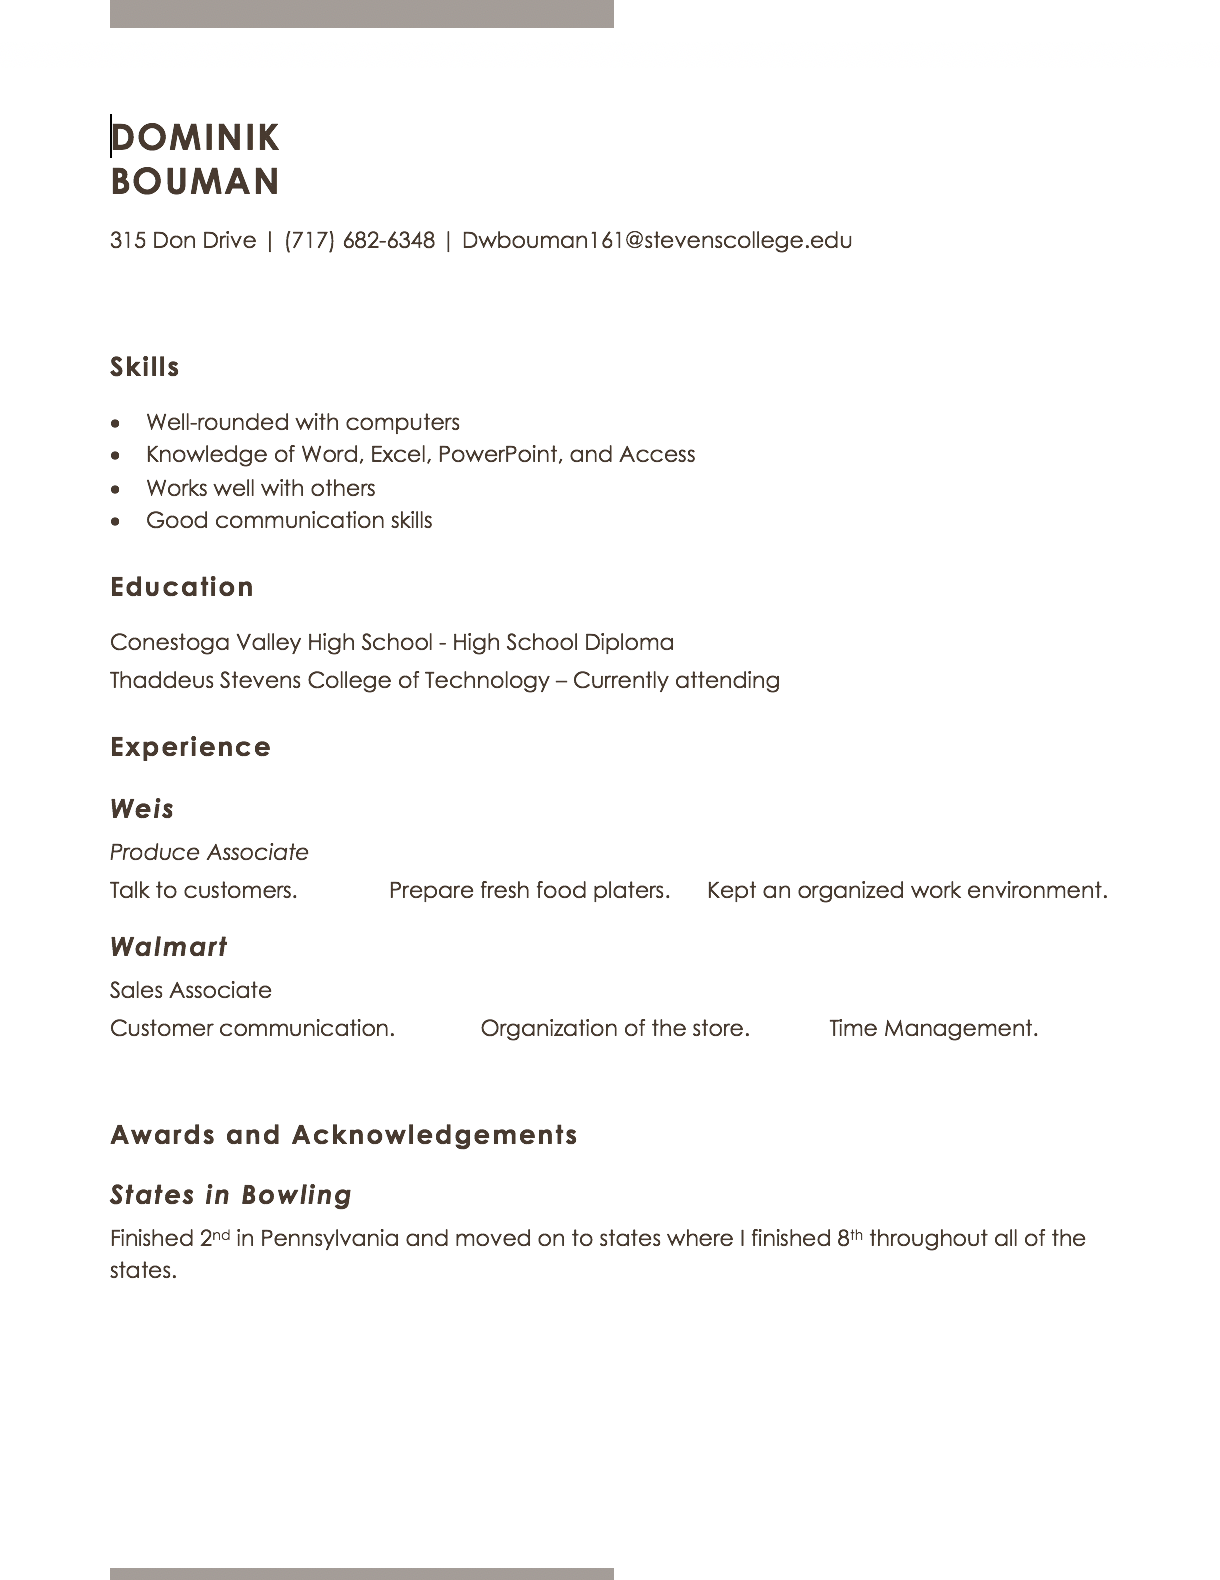 DOMINIK
BOUMAN
315 Don Drive | (717) 682-6348 | Dwbouman161@stevenscollege.edu
Skills
• Well-rounded with computers
• Knowledge of Word, Excel, PowerPoint, and Access
• Works well with others
• Good communication skills
Education
Conestoga Valley High School - High School Diploma
Thaddeus Stevens College of Technology – Currently attending
Experience
Weis
Produce Associate
Talk to customers. Prepare fresh food platers. Kept an organized work environment.
Walmart
Sales Associate
Customer communication. Organization of the store. Time Management.
Awards and Acknowledgements
States in Bowling
Finished 2nd in Pennsylvania and moved on to states where I finished 8th throughout all of the
states.